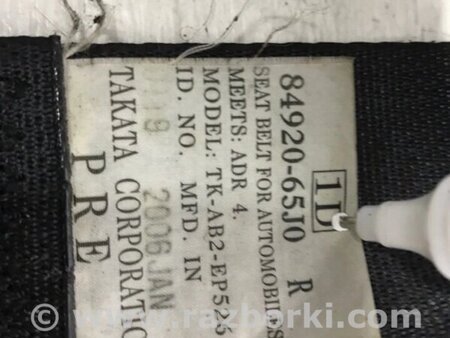 84920-65J0 R 1D
SEAT BELT FOR AUTOMOBILES
MEETS: ADR 4.
MODEL: TK-AB2-EP526
ID. NO. MFD. IN
2006 JAN
TAKATA CORPORATIO
PRE
© www.razborki.com